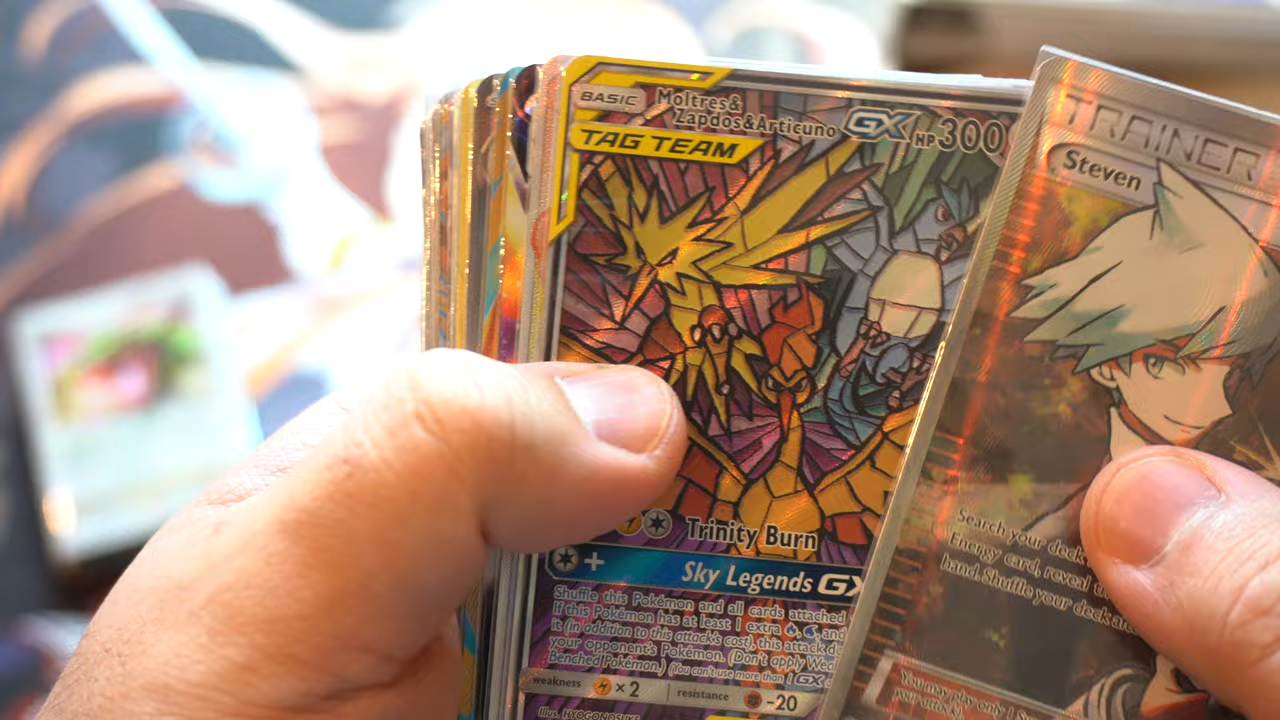 BASIC
Moltres&
Zapdos&Articuno GX HP 300
TAG TEAM
Trinity Burn
+ Sky Legends GX
Shuffle this Pokémon and all cards attached
If this Pokémon has at least 1 extra
it (in addition to this attack's cost), this attack d
your opponent's Pokémon. (Don't apply
Benched Pokémon.) (You can't use more than 1 GX
weakness ×2 resistance -20
Illus. HYOGONOSUKE
TRAINER
Steven
Search your deck
Energy card, reveal
hand. Shuffle your deck
You may play only 1
your attack).